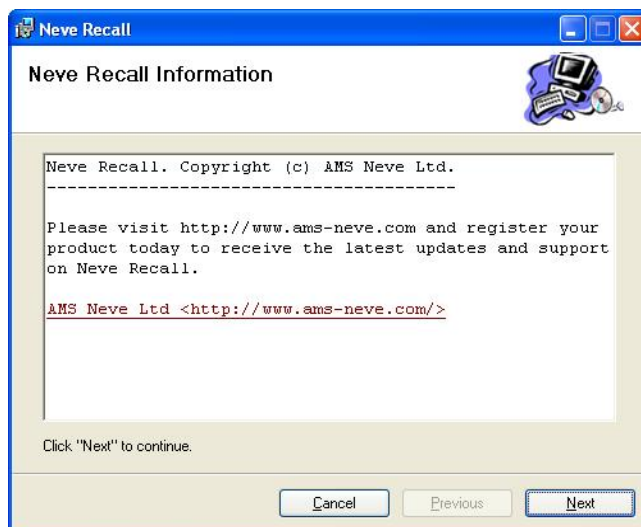 Neve Recall
Neve Recall Information
Neve Recall. Copyright (c) AMS Neve Ltd.
----------------------------------------
Please visit http://www.ams-neve.com and register your
product today to receive the latest updates and support
on Neve Recall.
AMS Neve Ltd <http://www.ams-neve.com/>
Click "Next" to continue.
Cancel
Previous
Next